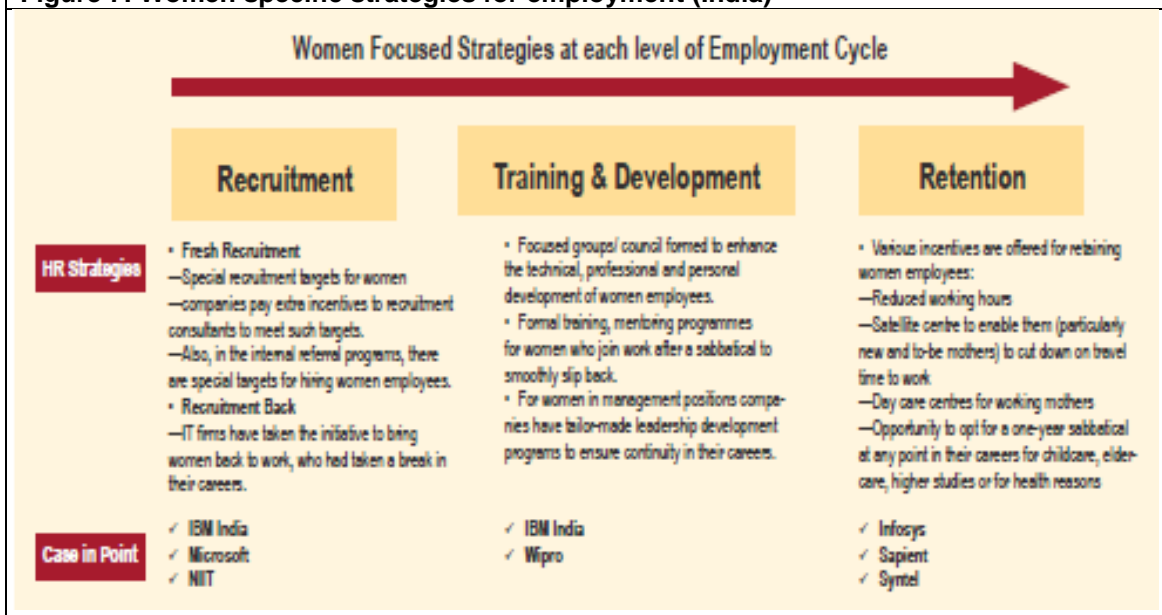 Figure 7: Women specific strategies for employment (India)
Women Focused Strategies at each level of Employment Cycle
Recruitment
Training & Development
Retention
HR Strategies
• Fresh Recruitment
—Special recruitment targets for women
—companies pay extra incentives to recruitment
consultants to meet such targets.
—Also, in the internal referral programs, there
are special targets for hiring women employees.
• Recruitment Back
—IT firms have taken the initiative to bring
women back to work, who had taken a break in
their careers.
• Focused groups/ council formed to enhance
the technical, professional and personal
development of women employees.
• Formal training, mentoring programmes
for women who join work after a sabbatical to
smoothly slip back.
• For women in management positions compa-
nies have tailor-made leadership development
programs to ensure continuity in their careers.
• Various incentives are offered for retaining
women employees:
—Reduced working hours
—Satellite centre to enable them (particularly
new and to-be mothers) to cut down on travel
time to work
—Day care centres for working mothers
—Opportunity to opt for a one-year sabbatical
at any point in their careers for childcare, elder-
care, higher studies or for health reasons
Case in Point
✓ IBM India
✓ Microsoft
✓ NIIT
✓ IBM India
✓ Wipro
✓ Infosys
✓ Sapient
✓ Syntel